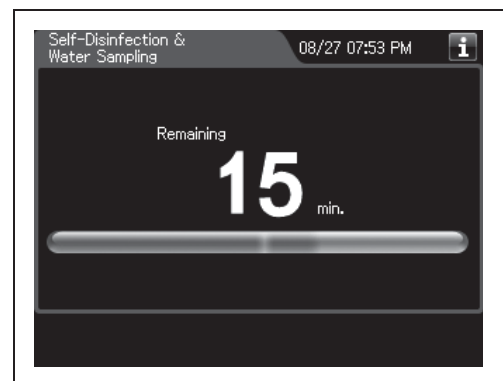 Self-Disinfection &
Water Sampling
08/27 07:53 PM
i
Remaining
15
min.